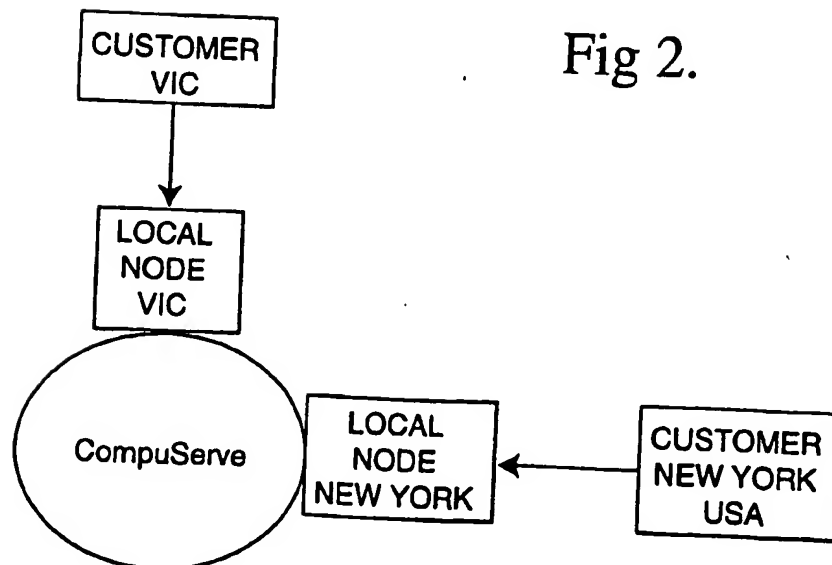 Fig 2.
CUSTOMER
VIC
LOCAL
NODE
VIC
CompuServe
LOCAL
NODE
NEW YORK
CUSTOMER
NEW YORK
USA